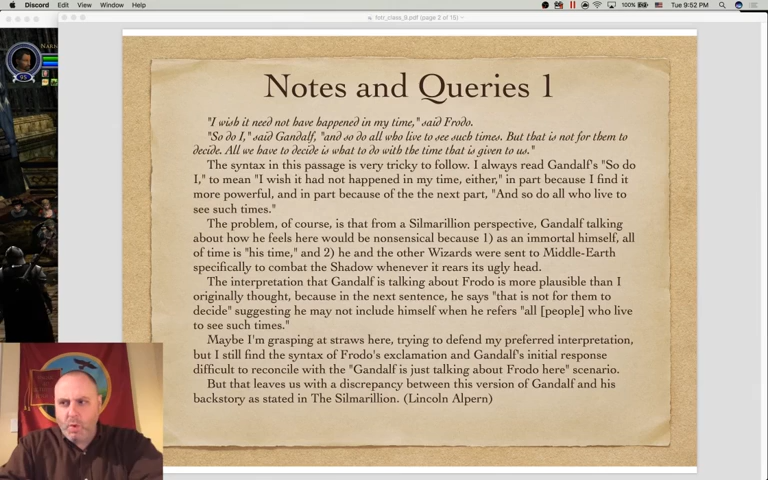 Discord Edit View Window Help
100% Tue 9:52 PM
fotr_class_9.pdf (page 2 of 15)
95
Notes and Queries 1
"I wish it need not have happened in my time," said Frodo.
"So do I," said Gandalf, "and so do all who live to see such times. But that is not for them to
decide. All we have to decide is what to do with the time that is given to us."
The syntax in this passage is very tricky to follow. I always read Gandalf's "So do
I," to mean "I wish it had not happened in my time, either," in part because I find it
more powerful, and in part because of the the next part, "And so do all who live to
see such times."
The problem, of course, is that from a Silmarillion perspective, Gandalf talking
about how he feels here would be nonsensical because 1) as an immortal himself, all
of time is "his time," and 2) he and the other Wizards were sent to Middle-Earth
specifically to combat the Shadow whenever it rears its ugly head.
The interpretation that Gandalf is talking about Frodo is more plausible than I
originally thought, because in the next sentence, he says "that is not for them to
decide" suggesting he may not include himself when he refers "all [people] who live
to see such times."
Maybe I'm grasping at straws here, trying to defend my preferred interpretation,
but I still find the syntax of Frodo's exclamation and Gandalf's initial response
difficult to reconcile with the "Gandalf is just talking about Frodo here" scenario.
But that leaves us with a discrepancy between this version of Gandalf and his
backstory as stated in The Silmarillion. (Lincoln Alpern)